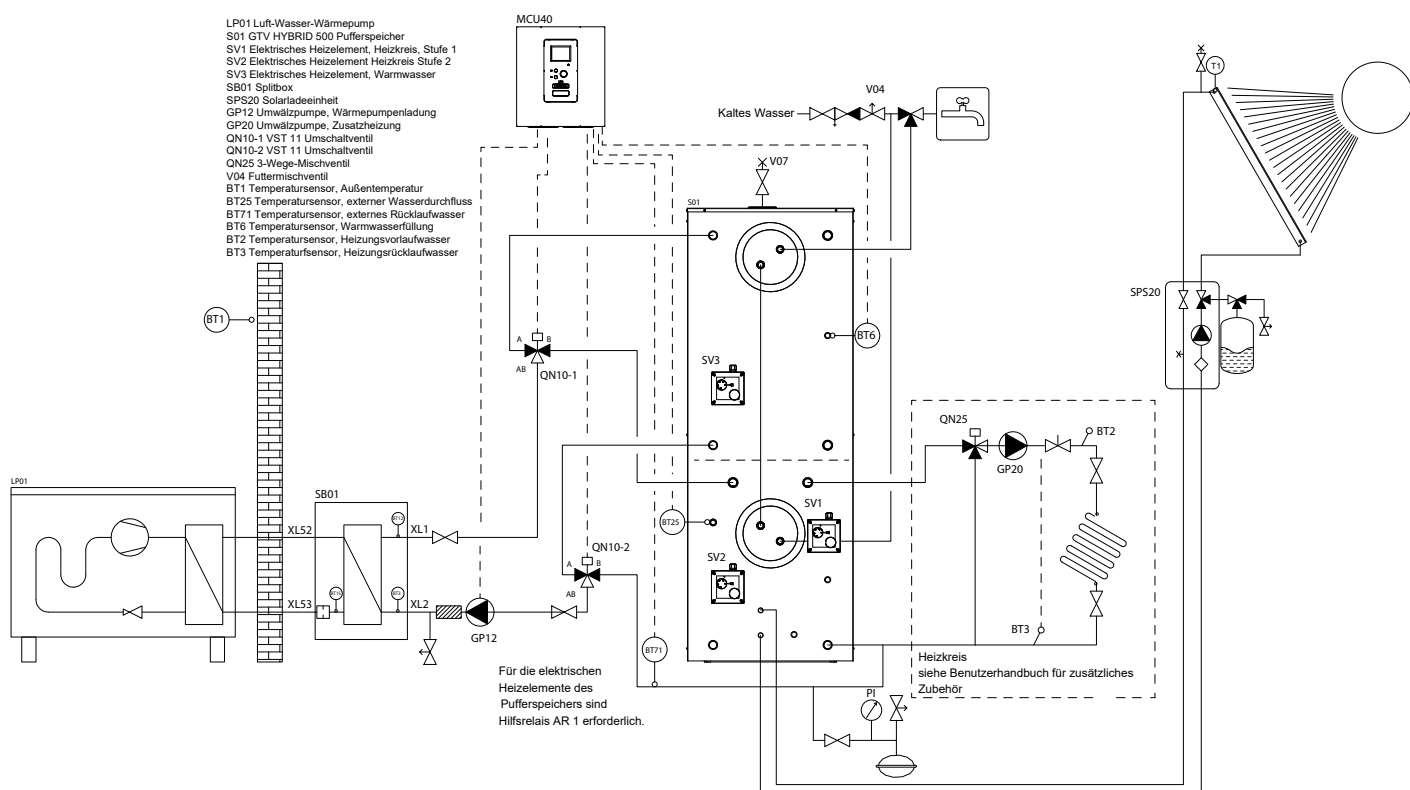 LP01 Luft-Wasser-Wärmepump
S01 GTV HYBRID 500 Pufferspeicher
SV1 Elektrisches Heizelement, Heizkreis, Stufe 1
SV2 Elektrisches Heizelement Heizkreis Stufe 2
SV3 Elektrisches Heizelement, Warmwasser
SB01 Splitbox
SPS20 Solarladeeinheit
GP12 Umwälzpumpe, Wärmepumpenladung
GP20 Umwälzpumpe, Zusatzheizung
QN10-1 VST 11 Umschaltventil
QN10-2 VST 11 Umschaltventil
QN25 3-Wege-Mischventil
V04 Futtermischventil
BT1 Temperatursensor, Außentemperatur
BT25 Temperatursensor, externer Wasserdurchfluss
BT71 Temperatursensor, externes Rücklaufwasser
BT6 Temperatursensor, Warmwasserfüllung
BT2 Temperatursensor, Heizungsvorlaufwasser
BT3 Temperaturfsensor, Heizungsrücklaufwasser
MCU40
V04
Kaltes Wasser
V07
T1
S01
SPS20
BT1
BT6
A
B
AB
QN10-1
SV3
QN25
BT2
GP20
LP01
SB01
XL52
BT12
XL1
BT25
SV1
QN10-2
A
B
AB
SV2
XL53
BT15
BT3
XL2
GP12
BT3
BT71
Heizkreis
siehe Benutzerhandbuch für zusätzliches
Zubehör
Für die elektrischen
Heizelemente des
Pufferspeichers sind
Hilfsrelais AR 1 erforderlich.
PI